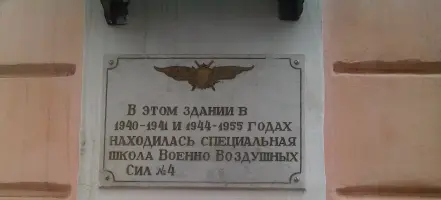 В ЭТОМ ЗДАНИИ В
1940-1941 И 1944-1955 ГОДАХ
НАХОДИЛАСЬ СПЕЦИАЛЬНАЯ
ШКОЛА ВОЕННО ВОЗДУШНЫХ
СИЛ №4